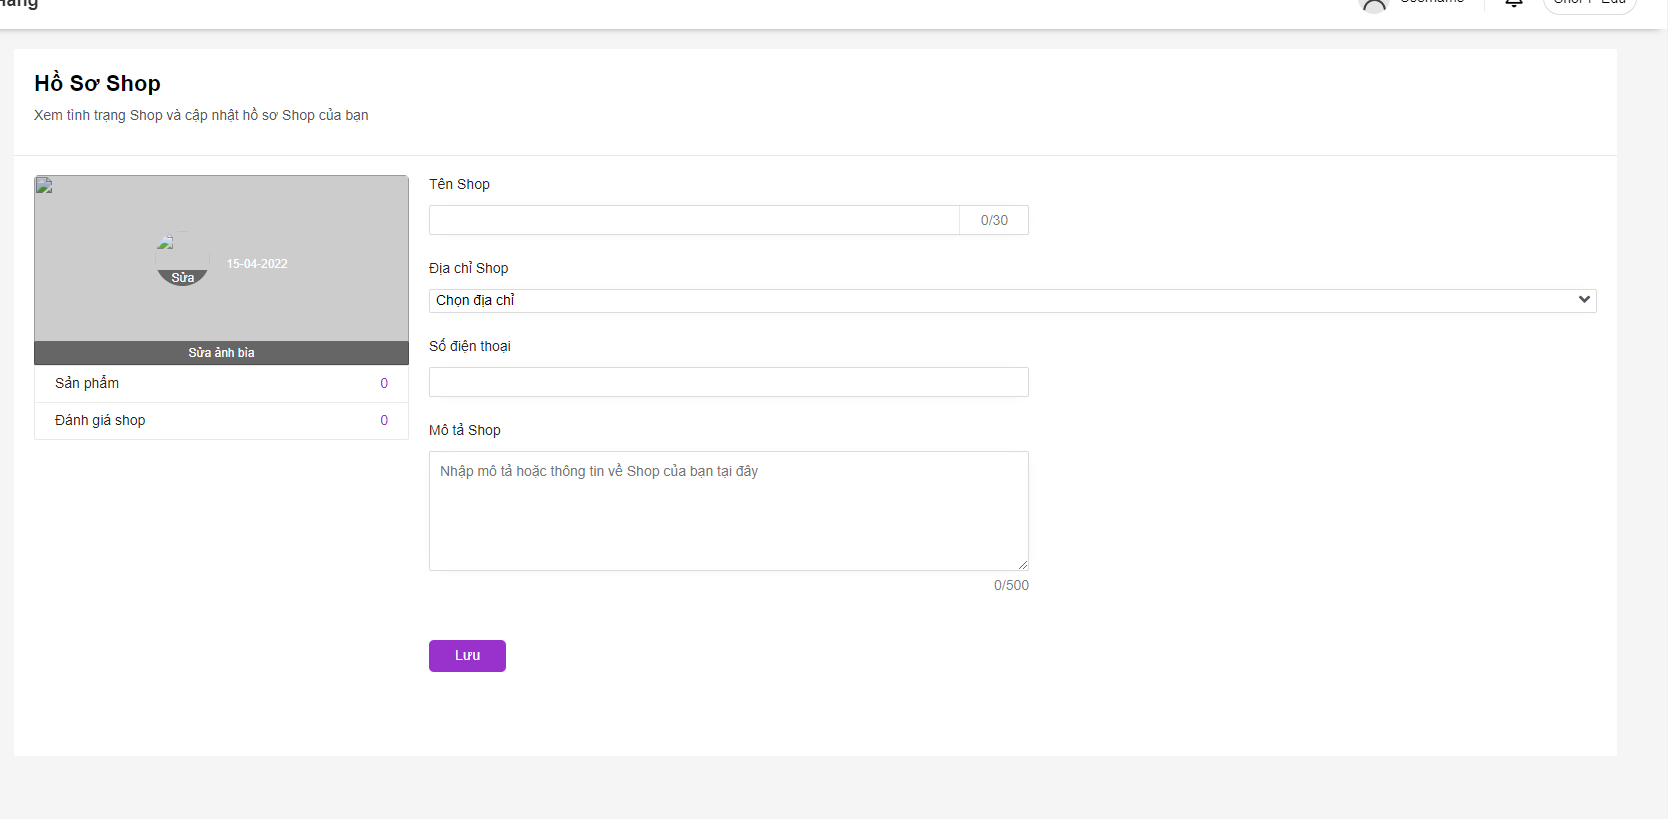 Hồ Sơ Shop
Xem tình trạng Shop và cập nhật hồ sơ Shop của bạn
Sửa
15-04-2022
Sửa ảnh bìa
Sản phẩm 0
Đánh giá shop 0
Tên Shop
0/30
Địa chỉ Shop
Chọn địa chỉ
Số điện thoại
Mô tả Shop
Nhập mô tả hoặc thông tin về Shop của bạn tại đây
0/500
Lưu